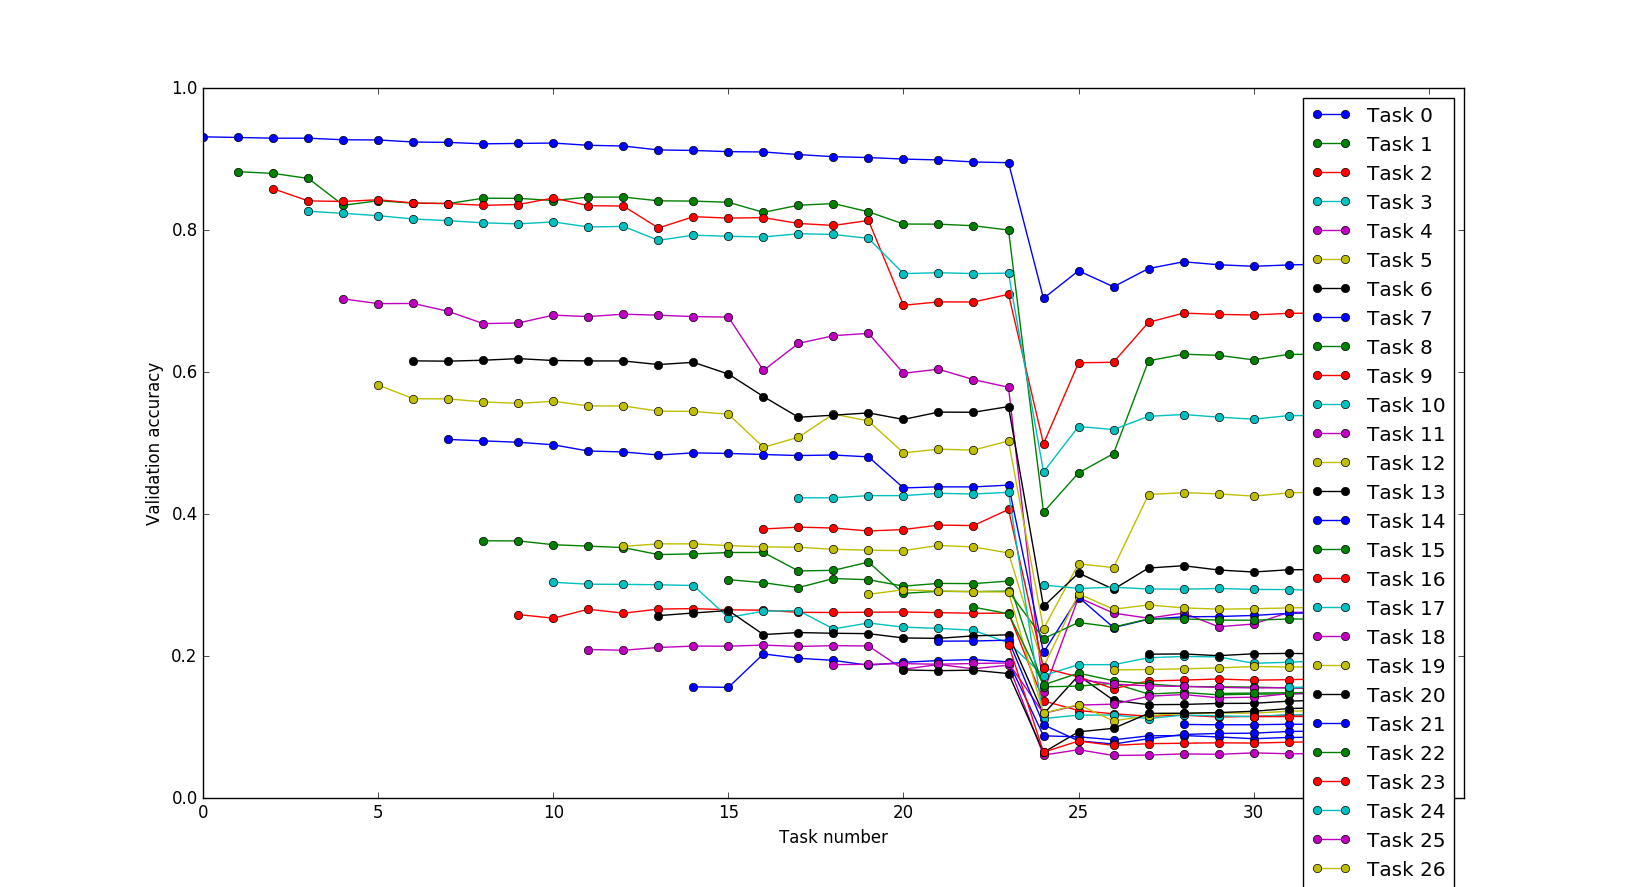 1.0
0.8
0.6
0.4
0.2
0.0
Validation accuracy
0 5 10 15 20 25 30
Task number
Task 0
Task 1
Task 2
Task 3
Task 4
Task 5
Task 6
Task 7
Task 8
Task 9
Task 10
Task 11
Task 12
Task 13
Task 14
Task 15
Task 16
Task 17
Task 18
Task 19
Task 20
Task 21
Task 22
Task 23
Task 24
Task 25
Task 26